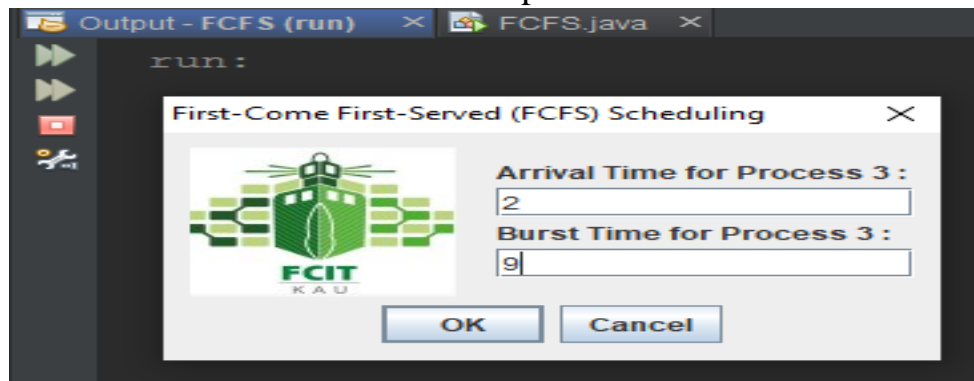 Output - FCFS (run) × FCFS.java ×
run:
First-Come First-Served (FCFS) Scheduling ×
Arrival Time for Process 3 :
2
Burst Time for Process 3 :
9
FCIT
KAU
OK Cancel